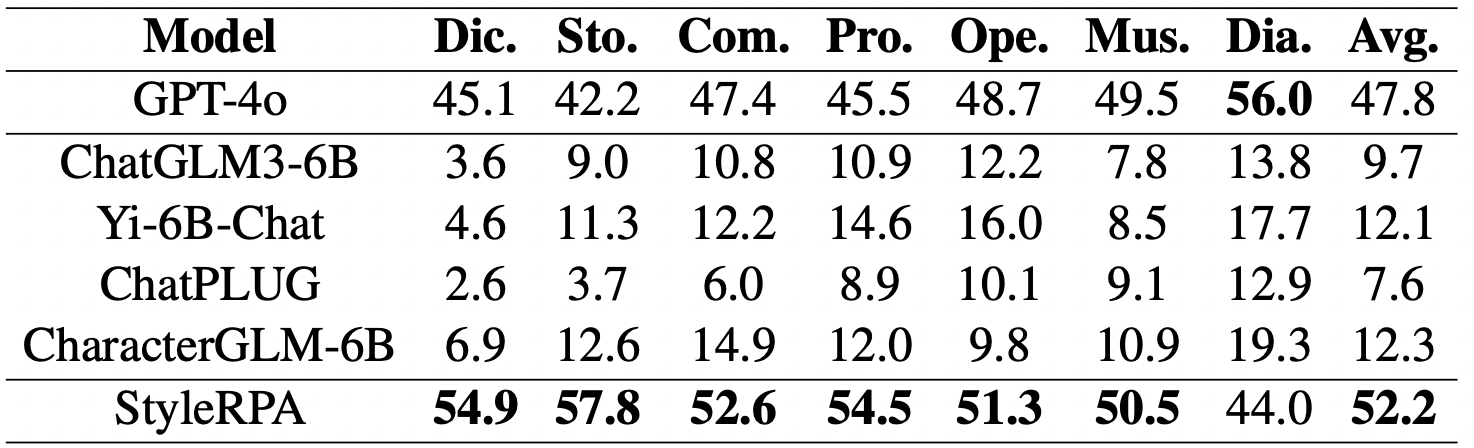 Model Dic. Sto. Com. Pro. Ope. Mus. Dia. Avg.
GPT-4o 45.1 42.2 47.4 45.5 48.7 49.5 56.0 47.8
ChatGLM3-6B 3.6 9.0 10.8 10.9 12.2 7.8 13.8 9.7
Yi-6B-Chat 4.6 11.3 12.2 14.6 16.0 8.5 17.7 12.1
ChatPLUG 2.6 3.7 6.0 8.9 10.1 9.1 12.9 7.6
CharacterGLM-6B 6.9 12.6 14.9 12.0 9.8 10.9 19.3 12.3
StyleRPA 54.9 57.8 52.6 54.5 51.3 50.5 44.0 52.2